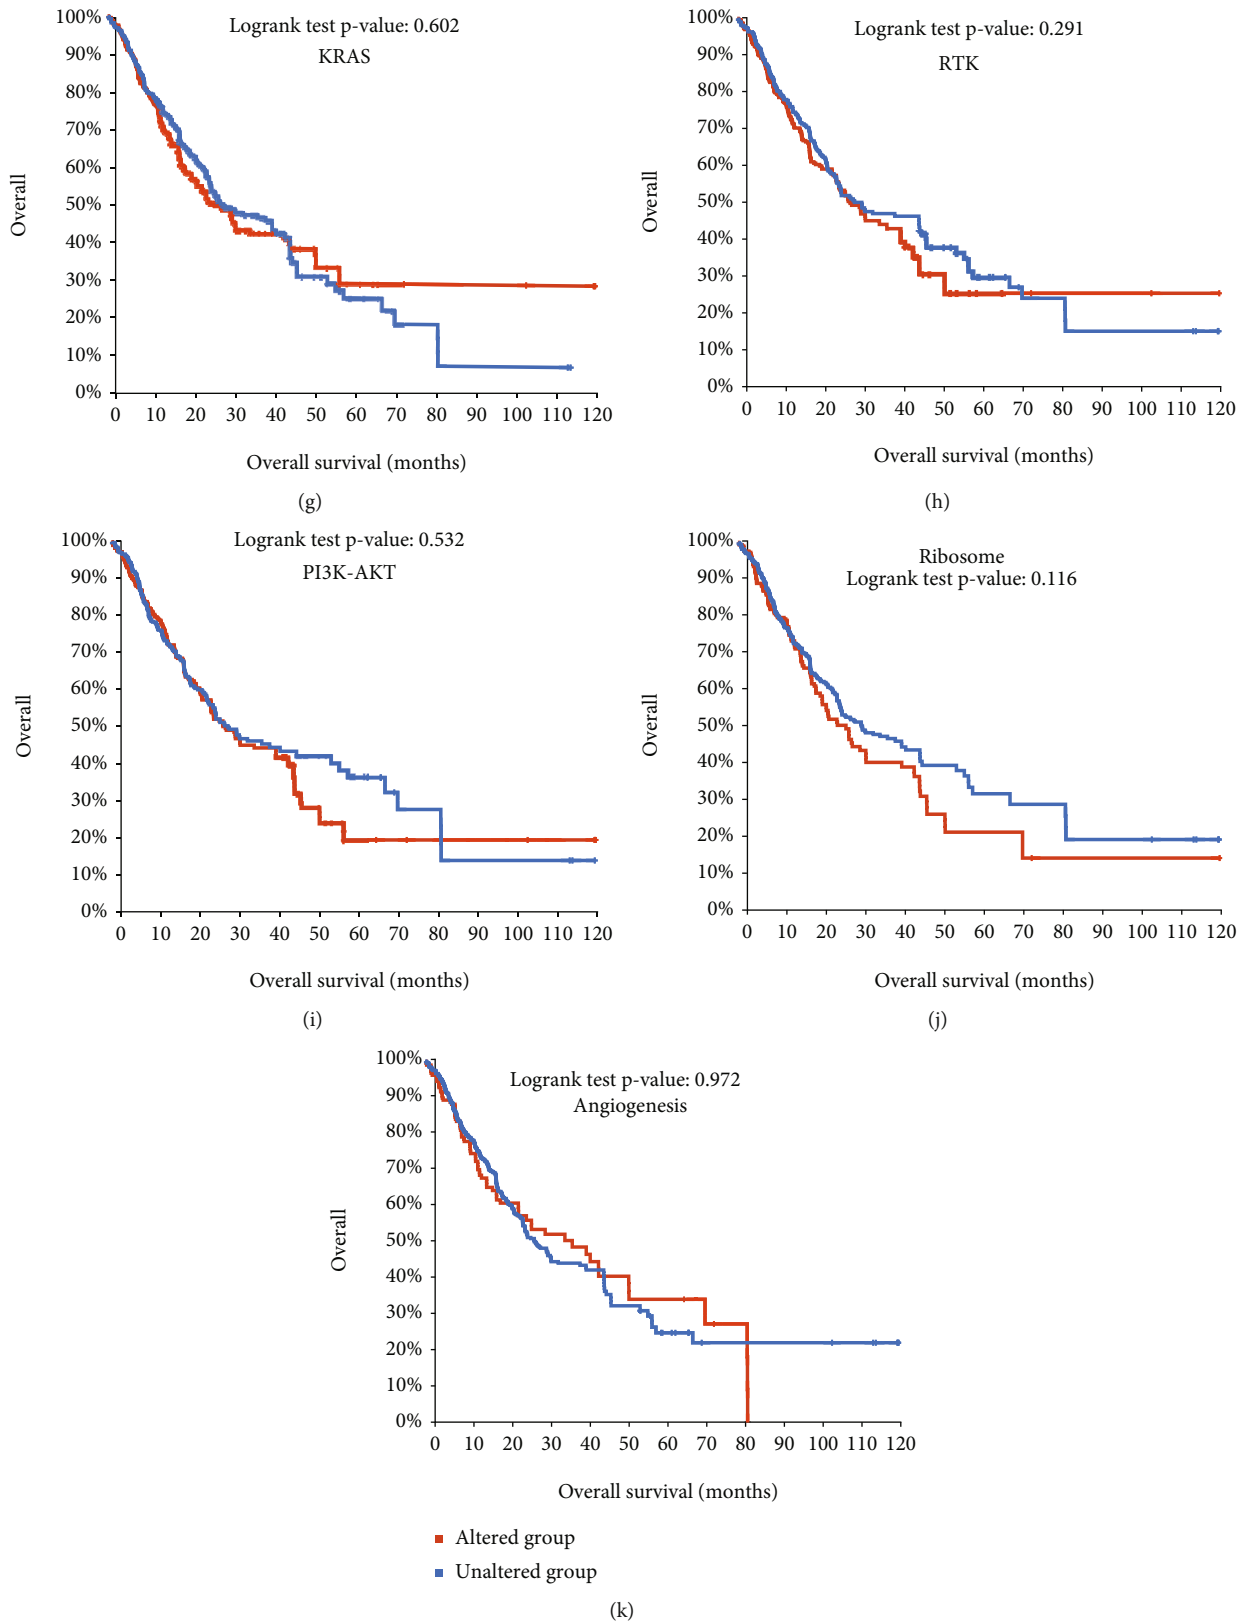 Logrank test p-value: 0.602
KRAS
100%
90%
80%
70%
60%
50%
40%
30%
20%
10%
0%
Overall
0 10 20 30 40 50 60 70 80 90 100 110 120
Overall survival (months)
(g)
Logrank test p-value: 0.291
RTK
100%
90%
80%
70%
60%
50%
40%
30%
20%
10%
0%
Overall
0 10 20 30 40 50 60 70 80 90 100 110 120
Overall survival (months)
(h)
Logrank test p-value: 0.532
PI3K-AKT
100%
90%
80%
70%
60%
50%
40%
30%
20%
10%
0%
Overall
0 10 20 30 40 50 60 70 80 90 100 110 120
Overall survival (months)
(i)
Ribosome
Logrank test p-value: 0.116
100%
90%
80%
70%
60%
50%
40%
30%
20%
10%
0%
Overall
0 10 20 30 40 50 60 70 80 90 100 110 120
Overall survival (months)
(j)
Logrank test p-value: 0.972
Angiogenesis
100%
90%
80%
70%
60%
50%
40%
30%
20%
10%
0%
Overall
0 10 20 30 40 50 60 70 80 90 100 110 120
Overall survival (months)
Altered group
Unaltered group
(k)